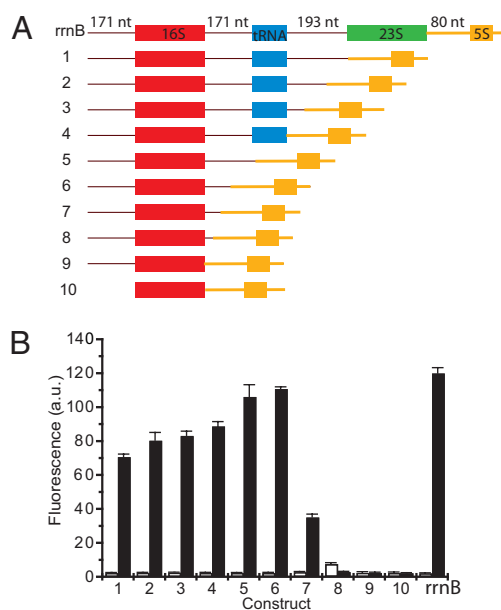 A
171 nt 171 nt 193 nt 80 nt
rrnB 16S tRNA 23S 5S
1
2
3
4
5
6
7
8
9
10
B
Fluorescence (a.u.)
140
120
100
80
60
40
20
0
1 2 3 4 5 6 7 8 9 10 rrnB
Construct